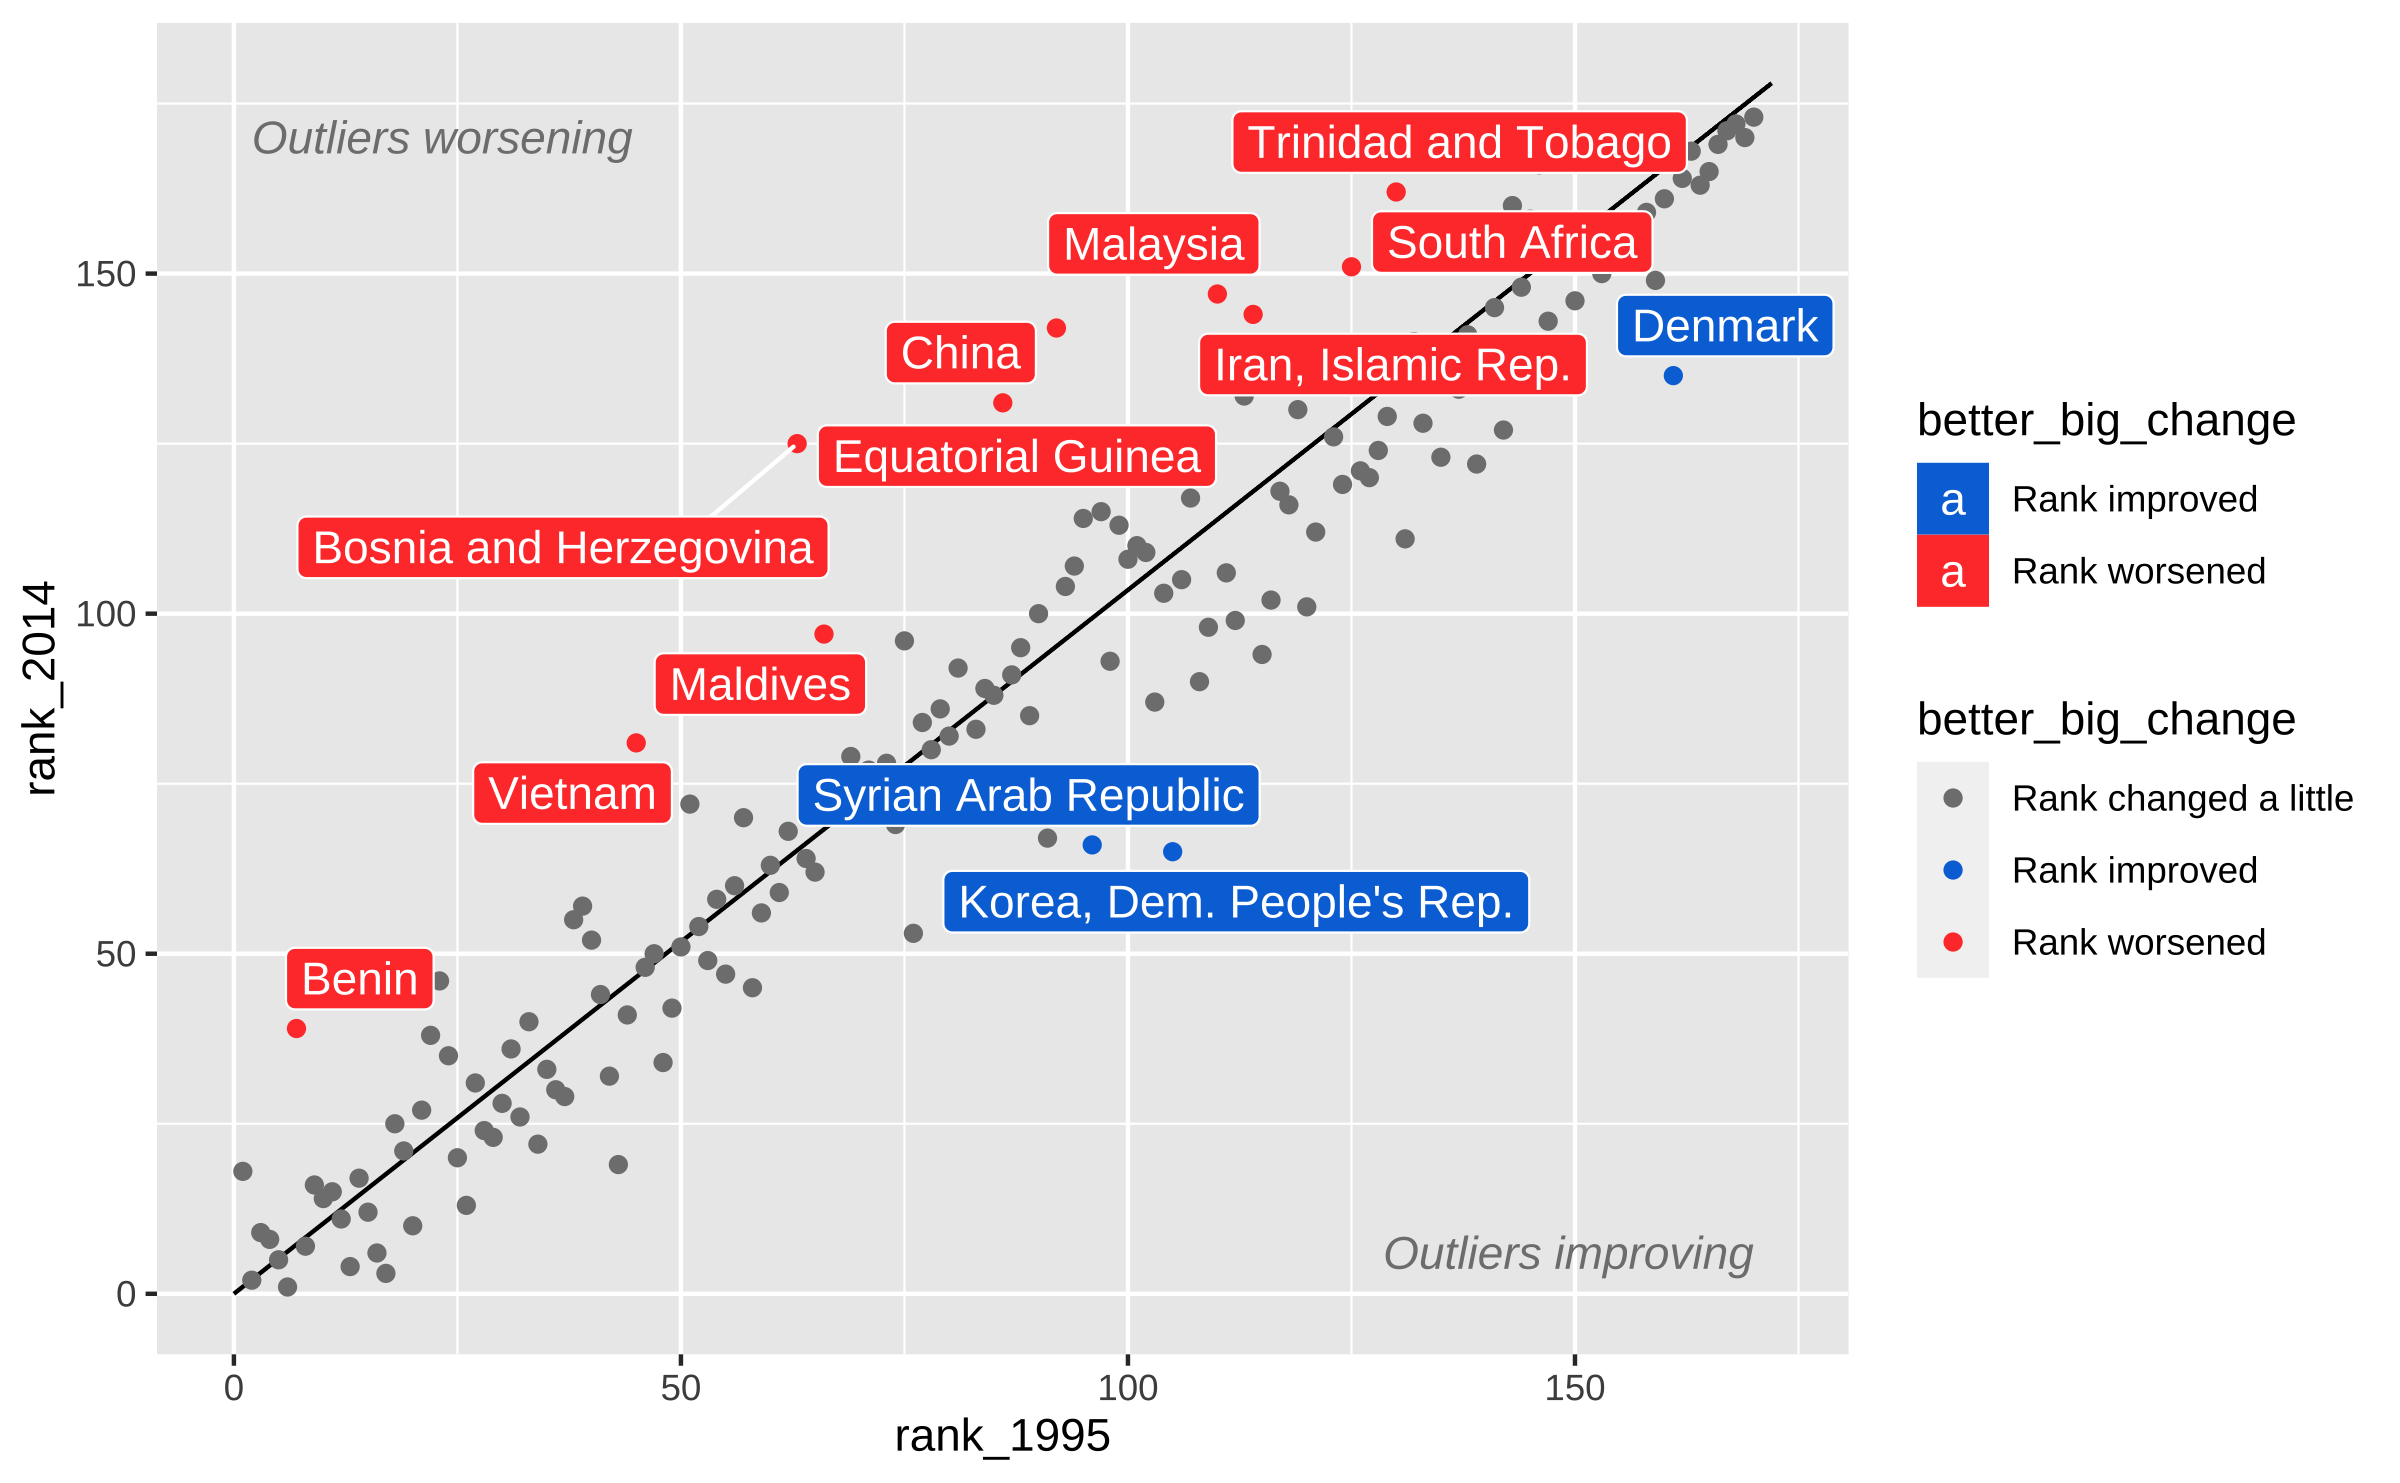 Outliers worsening
Trinidad and Tobago
Malaysia
South Africa
150
China
Denmark
Iran, Islamic Rep.
Equatorial Guinea
Bosnia and Herzegovina
100
Maldives
Vietnam
Syrian Arab Republic
Korea, Dem. People's Rep.
50
Benin
Outliers improving
0
0
50
100
150
rank_1995
rank_2014
better_big_change
a Rank improved
a Rank worsened
better_big_change
Rank changed a little
Rank improved
Rank worsened